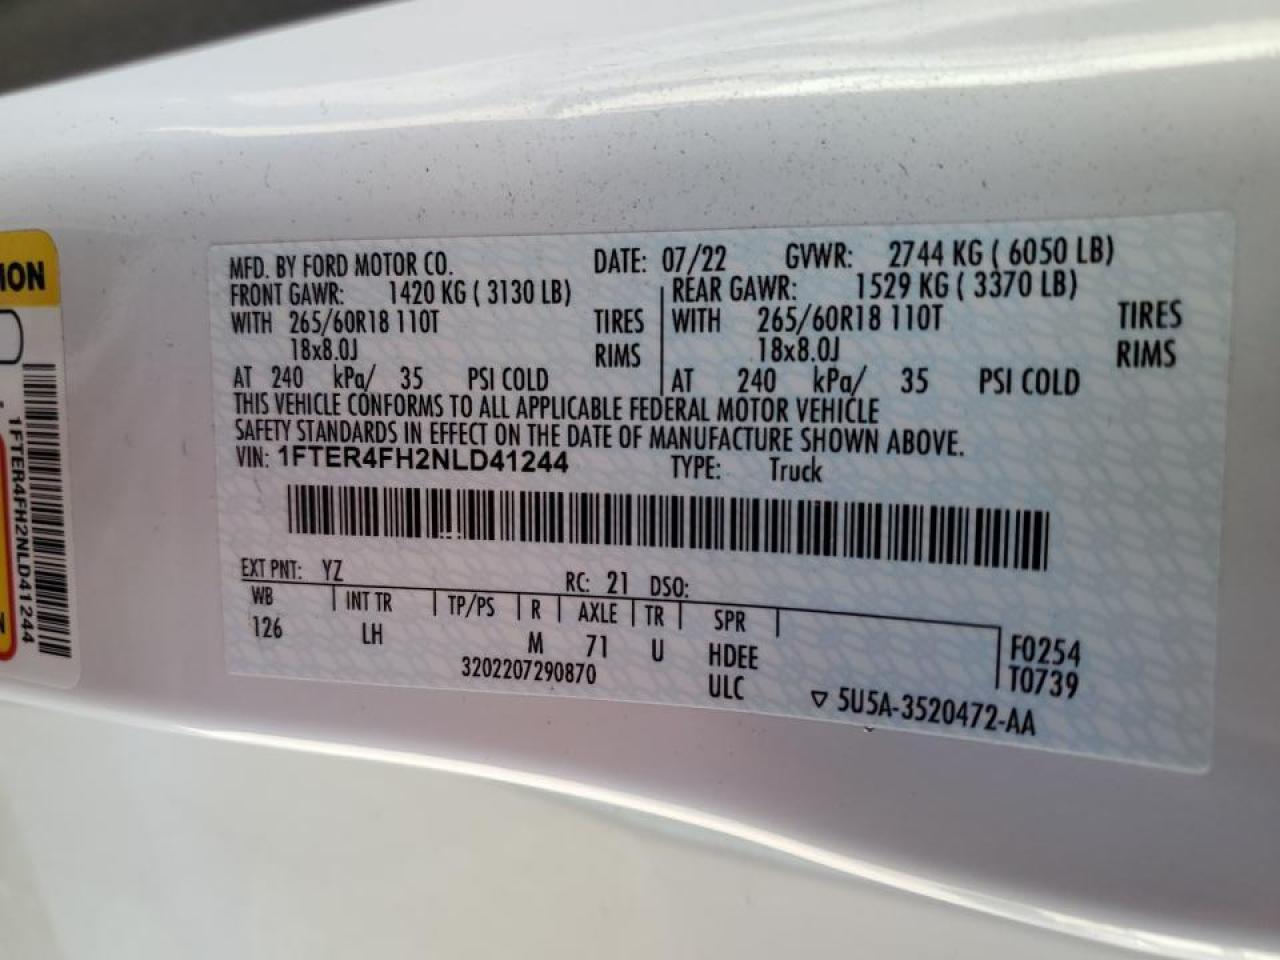 MFD. BY FORD MOTOR CO. DATE: 07/22 GVWR: 2744 KG ( 6050 LB)
FRONT GAWR: 1420 KG ( 3130 LB) REAR GAWR: 1529 KG ( 3370 LB)
WITH 265/60R18 110T TIRES WITH 265/60R18 110T TIRES
18x8.0J RIMS 18x8.0J RIMS
AT 240 kPa/ 35 PSI COLD AT 240 kPa/ 35 PSI COLD
THIS VEHICLE CONFORMS TO ALL APPLICABLE FEDERAL MOTOR VEHICLE
SAFETY STANDARDS IN EFFECT ON THE DATE OF MANUFACTURE SHOWN ABOVE.
VIN: 1FTER4FH2NLD41244 TYPE: Truck
EXT PNT: YZ RC: 21 DSO:
WB INT TR TP/PS R AXLE TR SPR
126 LH M 71 U HDEE F0254
3202207290870 ULC T0739
5U5A-3520472-AA
ION
1FTER4FH2NLD41244
N